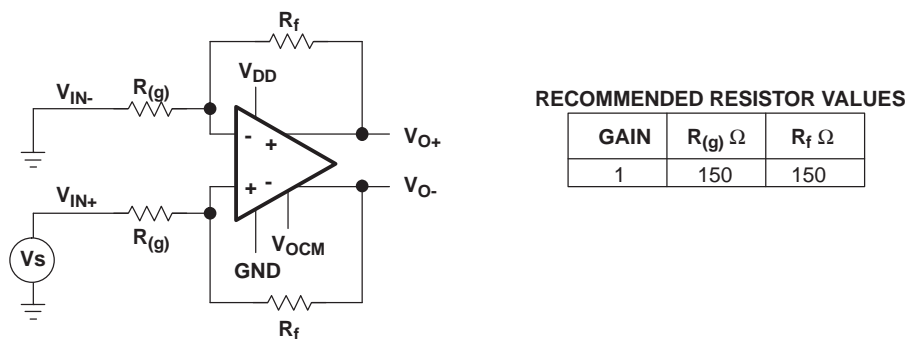 Rf
VDD
VIN-
R(g)
- +
VO+
+ -
VO-
VIN+
R(g)
VOCM
GND
Vs
Rf
RECOMMENDED RESISTOR VALUES
GAIN R(g) Ω Rf Ω
1 150 150